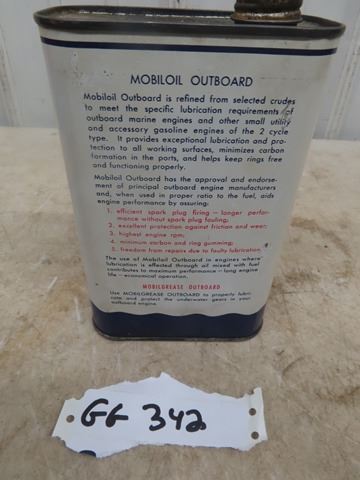 MOBILOIL OUTBOARD
Mobiloil Outboard is refined from selected crudes
to meet the specific lubrication requirements of
outboard marine engines and other small utility
and accessory gasoline engines of the 2 cycle
type. It provides exceptional lubrication and pro-
tection to all working surfaces, minimizes carbon
formation in the ports, and helps keep rings free
and functioning properly.
Mobiloil Outboard has the approval and endorse-
ment of principal outboard engine manufacturers
and, when used in proper ratio to the fuel, aids
engine performance by assuring:
1. efficient spark plug firing — longer perfor-
mance without spark plug fouling;
2. excellent protection against friction and wear;
3. highest engine rpm;
4. minimum carbon and ring gumming;
5. freedom from repairs due to faulty lubrication.
The use of Mobiloil Outboard in engines where
lubrication is effected through oil mixed with fuel
contributes to maximum performance — long engine
life — economical operation.
MOBILGREASE OUTBOARD
Use MOBILGREASE OUTBOARD to properly lubri-
cate and protect the underwater gears in your
outboard engine.
GG 342